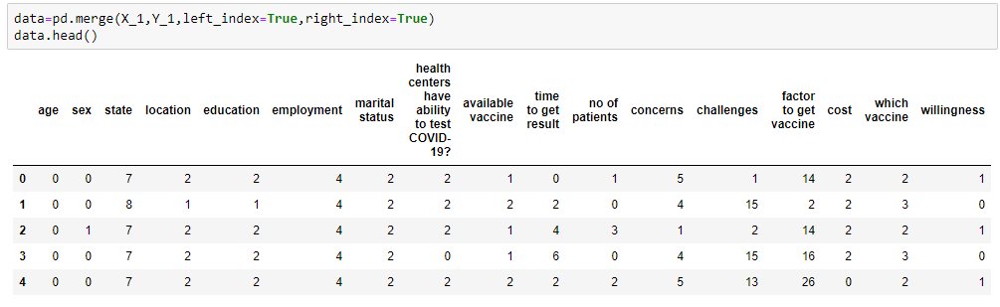 data=pd.merge(X_1,Y_1,left_index=True,right_index=True)
data.head()
age sex state location education employment marital status health centers have ability to test COVID-19? available vaccine time to get result no of patients concerns challenges factor to get vaccine cost which vaccine willingness
0 0 0 7 2 2 4 2 2 1 0 1 5 1 14 2 2 1
1 0 0 8 1 1 4 2 2 2 2 0 4 15 2 2 3 0
2 0 1 7 2 2 4 2 2 1 4 3 1 2 14 2 2 1
3 0 0 7 2 2 4 2 0 1 6 0 4 15 16 2 3 0
4 0 0 7 2 2 4 2 2 2 2 2 5 13 26 0 2 1